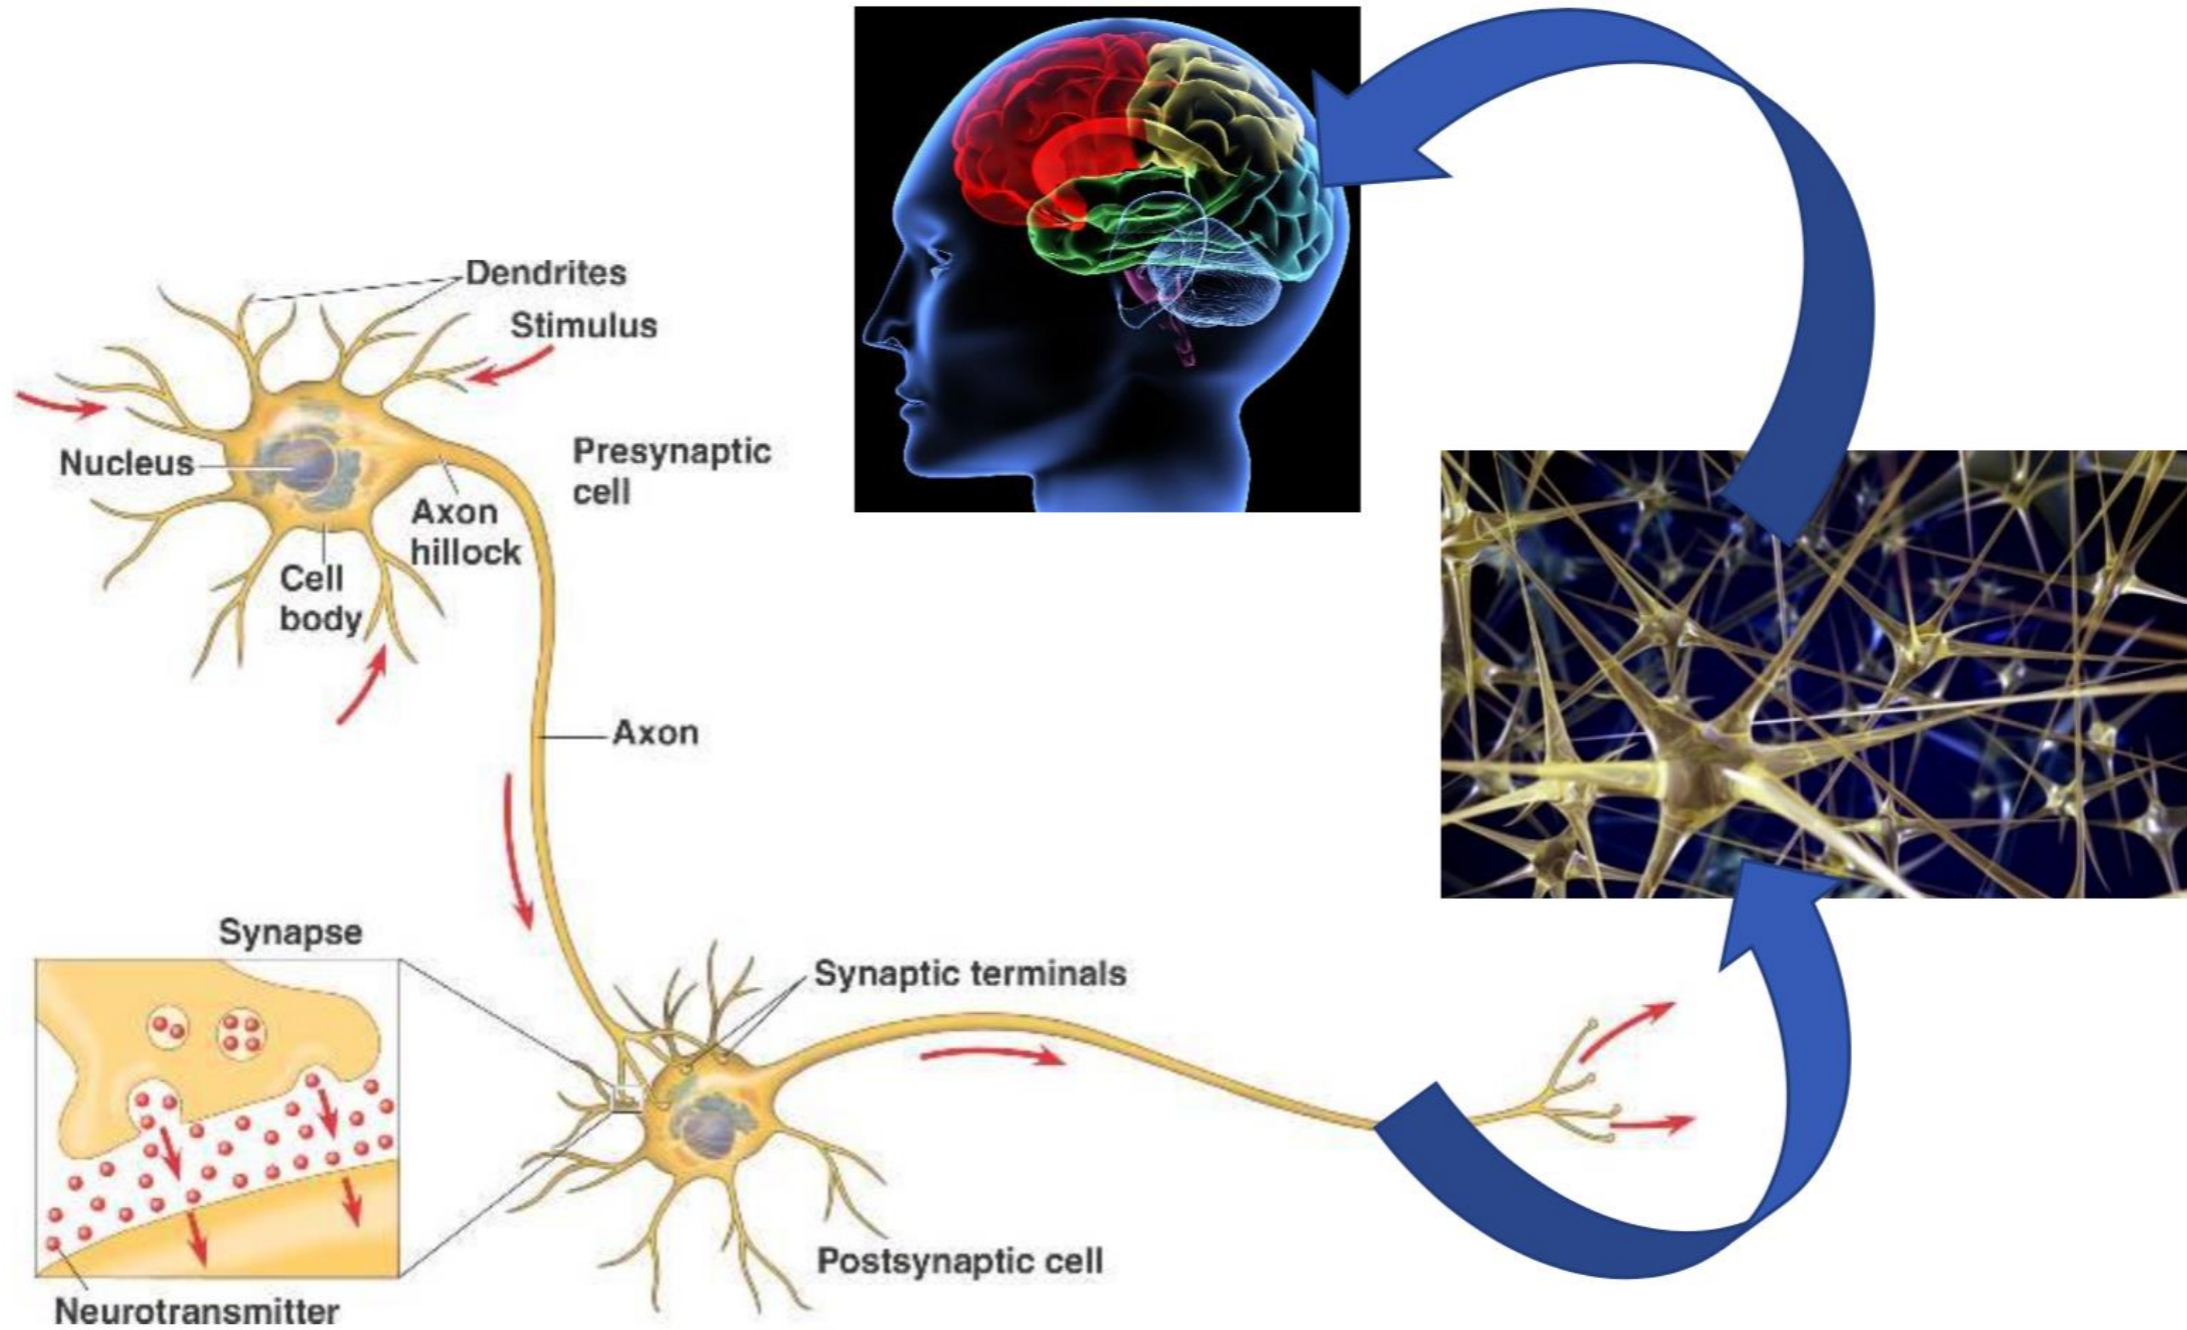 Dendrites
Stimulus
Nucleus
Presynaptic
cell
Axon
hillock
Cell
body
Axon
Synapse
Synaptic terminals
Postsynaptic cell
Neurotransmitter